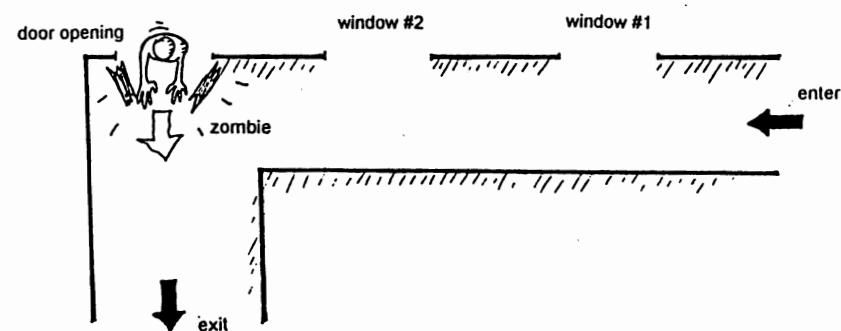 door opening
window #2
window #1
enter
zombie
exit